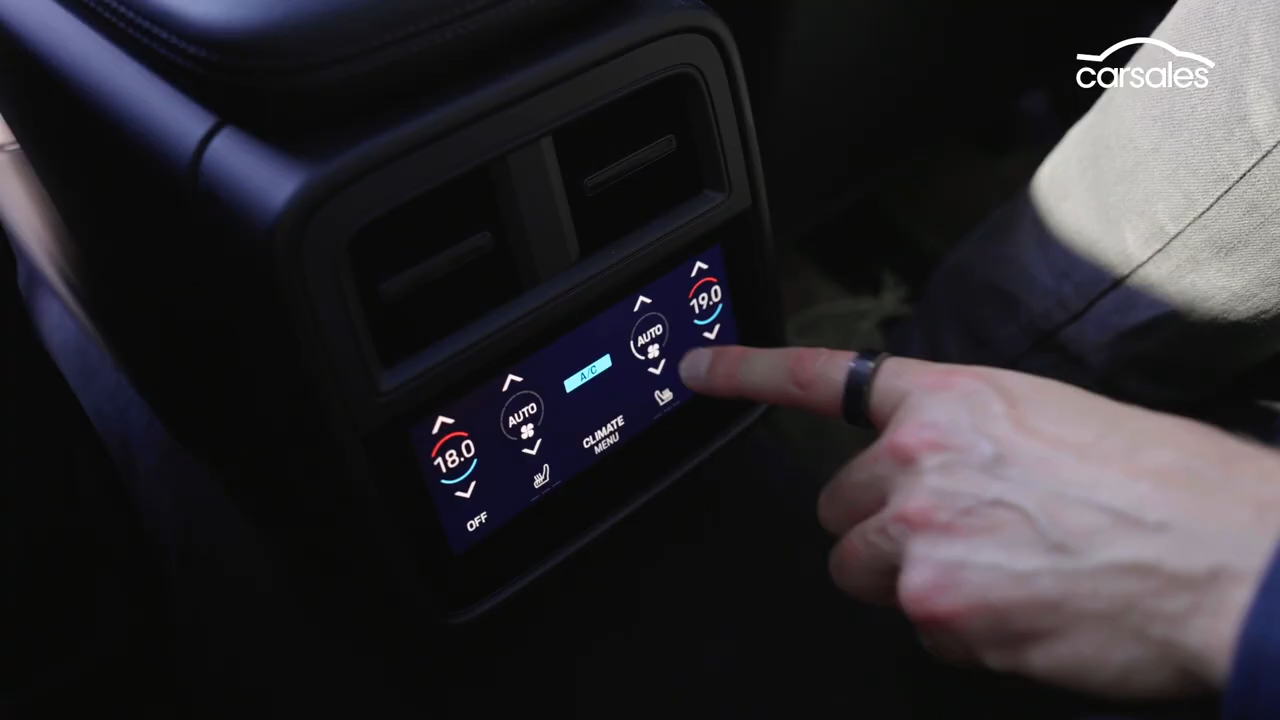 carsales
19.0
AUTO
A/C
AUTO
18.0
CLIMATE
MENU
OFF